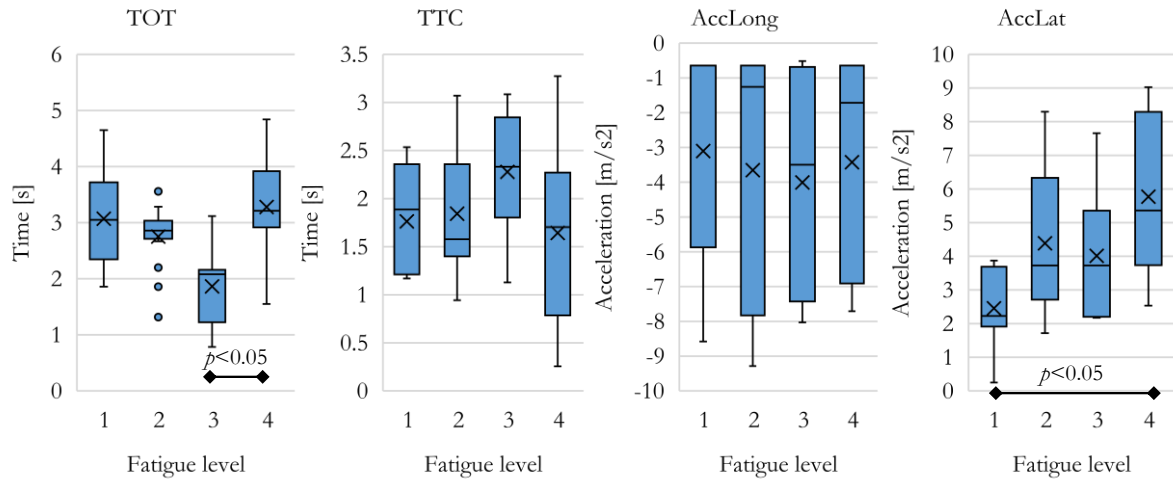 TOT
TTC
AccLong
AccLat
Time [s]
6
5
4
3
2
1
0
p<0.05
1 2 3 4
Fatigue level
Time [s]
3.5
3
2.5
2
1.5
1
0.5
0
1 2 3 4
Fatigue level
Acceleration [m/s2]
0
-1
-2
-3
-4
-5
-6
-7
-8
-9
-10
1 2 3 4
Fatigue level
Acceleration [m/s2]
10
9
8
7
6
5
4
3
2
1
0
p<0.05
1 2 3 4
Fatigue level